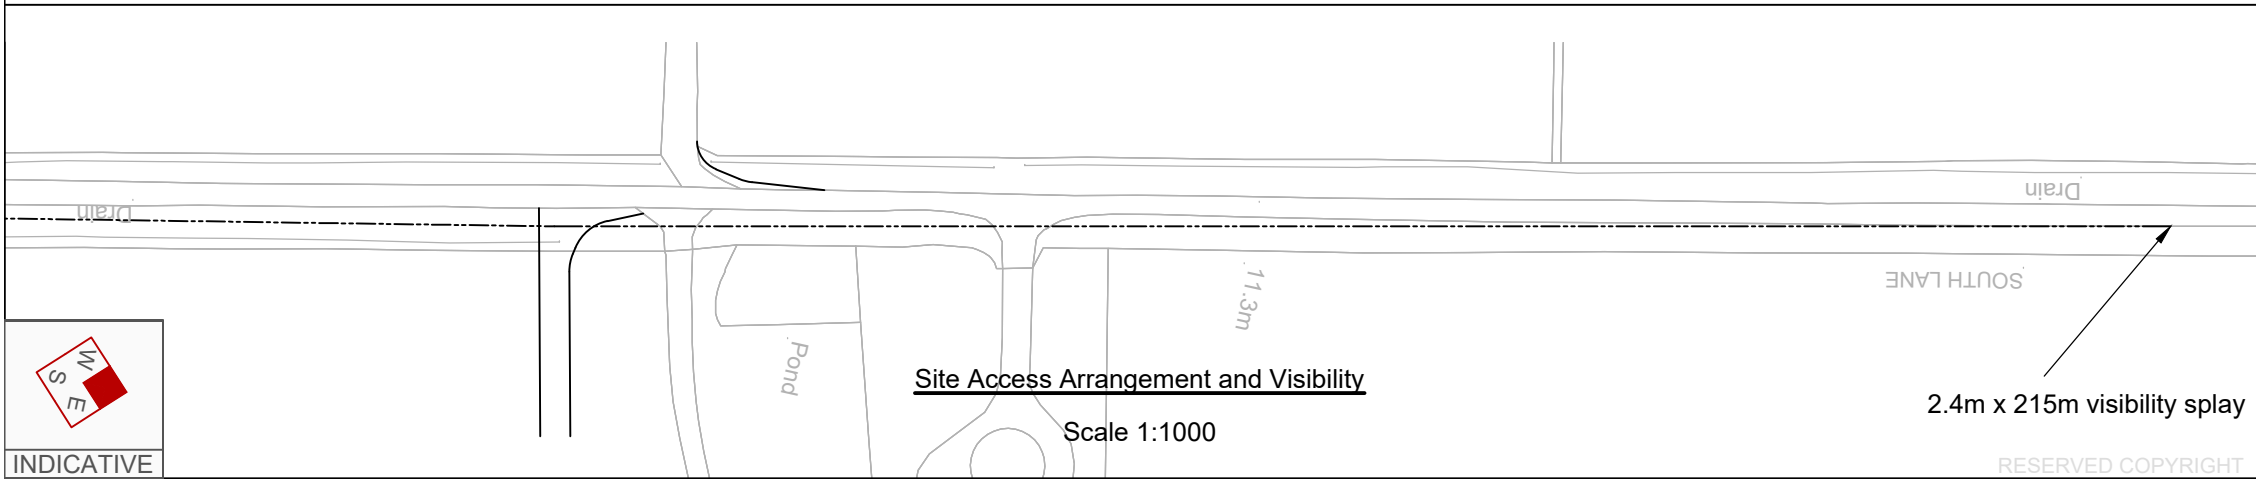 Drain
Drain
11.3m
SOUTH LANE
Pond
W
S
E
INDICATIVE
Site Access Arrangement and Visibility
Scale 1:1000
2.4m x 215m visibility splay
RESERVED COPYRIGHT